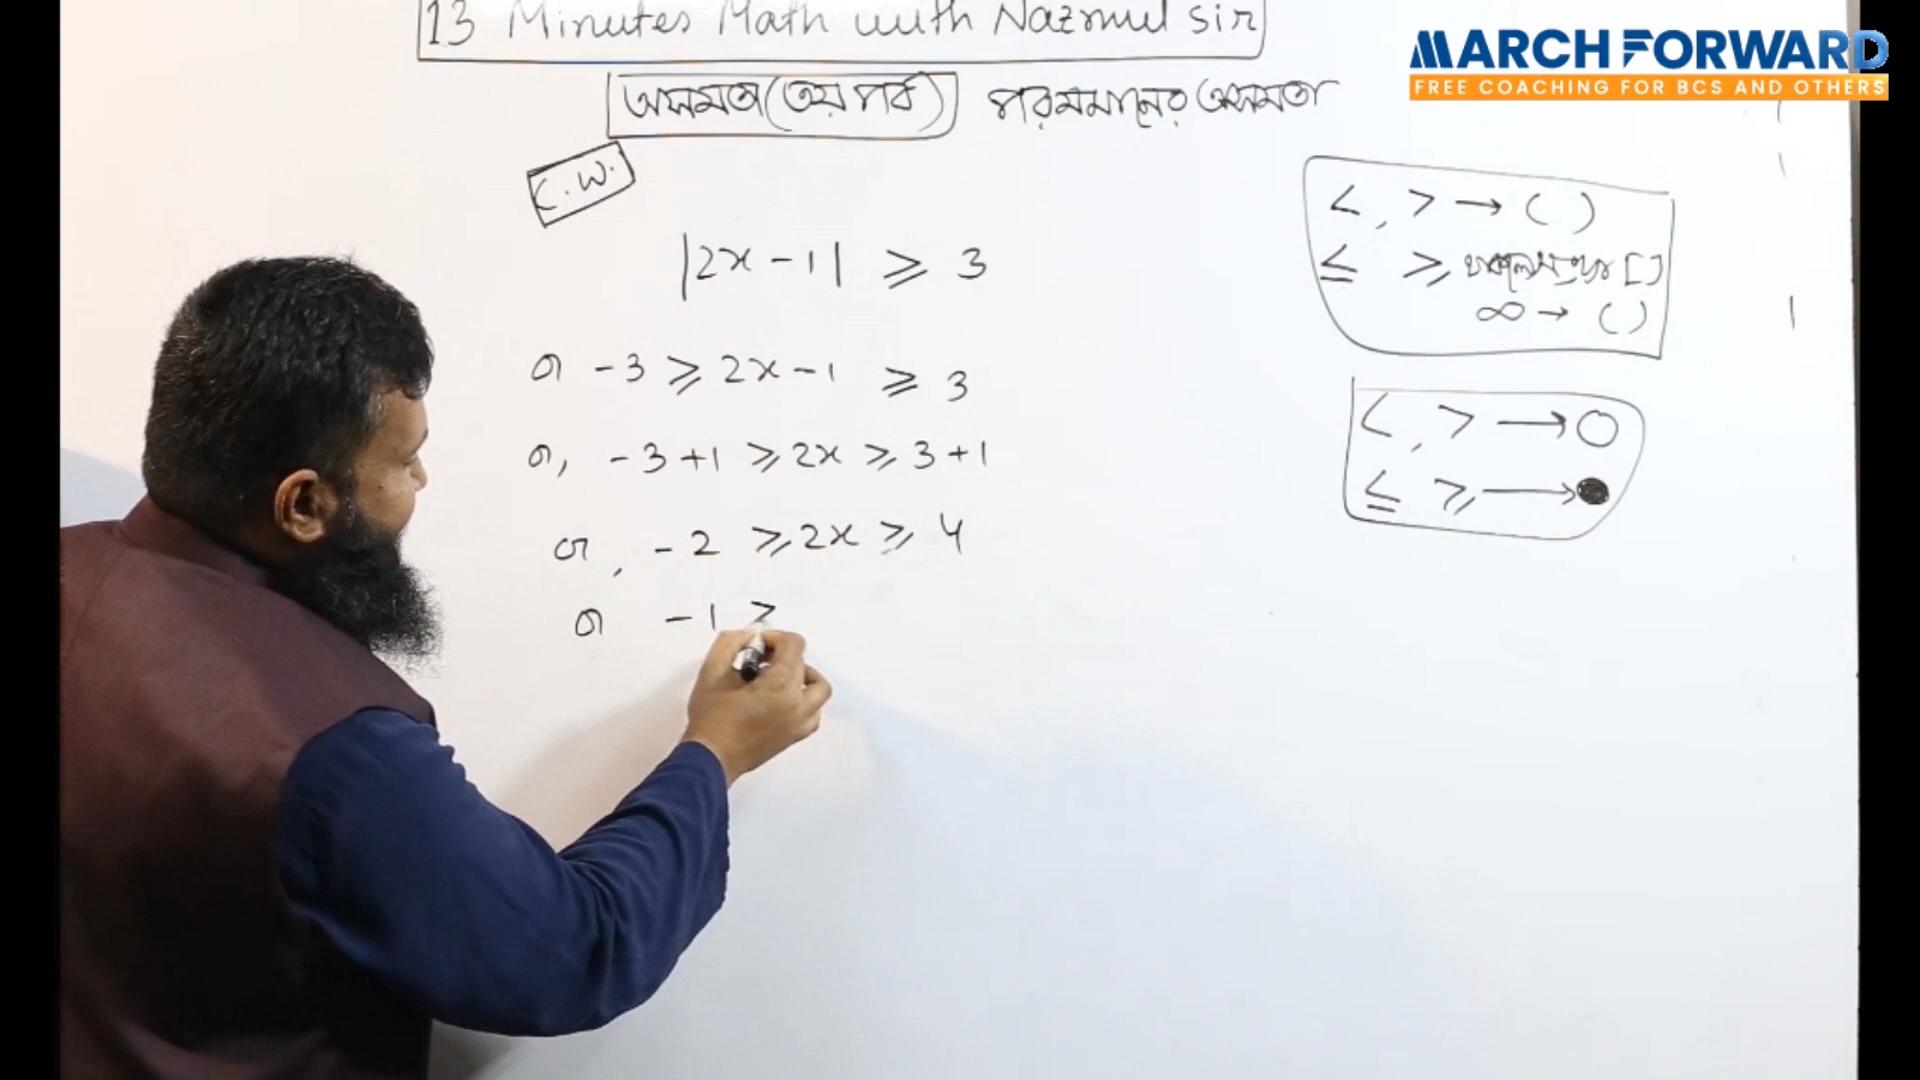 13 Minutes Math with Nazmul sir
MARCH FORWARD
FREE COACHING FOR BCS AND OTHERS
অসমতা (৩য় পর্ব) পরমমানের অসমতা
C.W.
|2x - 1| ⩾ 3
বা -3 ⩾ 2x - 1 ⩾ 3
বা, -3 + 1 ⩾ 2x ⩾ 3 + 1
বা, -2 ⩾ 2x ⩾ 4
বা -1 ⩾
<, > → ( )
≤ ⩾ [ ]
∞ → ( )
<, > → ○
≤ ⩾ → ●